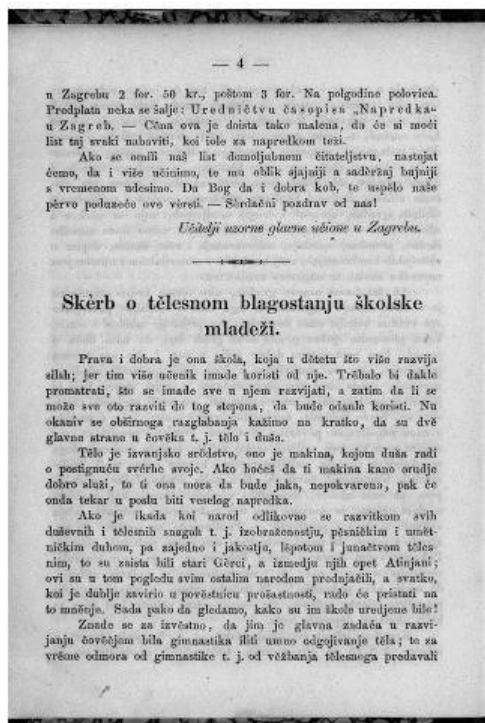 — 4 —
u Zagrebu 2 for. 50 kr., poštom 3 for. Na polgodine polovica.
Predplata neka se šalje: Uredničtvu časopisa „Napredka“
u Zagreb. — Cěna ova je doista tako malena, da će si moći
list taj svaki nabaviti, koi iole za napredkom teži.
Ako se omili naš list domoljubnom čitateljstvu, nastojat
ćemo, da i više učinimo, te mu oblik sjajniji a sadèržaj bujniji
s vremenom udesimo. Da Bog da i dobra kob, te uspělo naše
pèrvo poduzeće ove vèrsti. — Sèrdačni pozdrav od nas!
Učitelji uzorne glavne učione u Zagrebu.
Skèrb o tělesnom blagostanju školske
mladeži.
Prava i dobra je ona škola, koja u dětetu što više razvija
silah; jer tim više učenik imade koristi od nje. Trěbalo bi dakle
promatrati, što se imade sve u njem razvijati, a zatim da li se
može sve oto razviti do tog stepena, da bude odanle koristi. Nu
okaniv se obširnoga razglabanja kažimo na kratko, da su dvě
glavne strane u čověka t. j. tělo i duša.
Tělo je izvanjsko srědstvo, ono je makina, kojom duša radi
o postignuću svèrhe svoje. Ako hoćeš da ti makina kano orudje
dobro služi, to ti ona mora da bude jaka, nepokvarena, pak će
onda tekar u poslu biti veselog napredka.
Ako je ikada koi narod odlikovao se razvitkom svih
duševnih i tělesnih snagah t. j. izobraženostju, pěsničkim i umět-
ničkim duhom, pa zajedno i jakostju, lěpotom i junačtvom těles
nim, to su zaista bili stari Gèrci, a izmedju njih opet Atinjani;
ovi su u tom pogledu svim ostalim narodom prednjačili, a svatko,
koi je dublje zavirio u pověstnicu prošastnosti, rado će pristati na
to mněnje. Sada pako da gledamo, kako su im škole uredjene bile!
Znade se za izvěstno, da jim je glavna zadaća u razvi-
janju čověčjem bila gimnastika iliti umno odgojivanje těla; te za
vrěme odmora od gimnastike t. j. od věžbanja tělesnega predavali